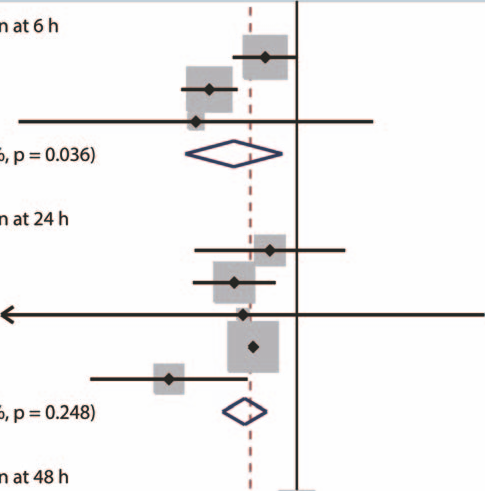 n at 6 h
%, p = 0.036)
n at 24 h
%, p = 0.248)
n at 48 h